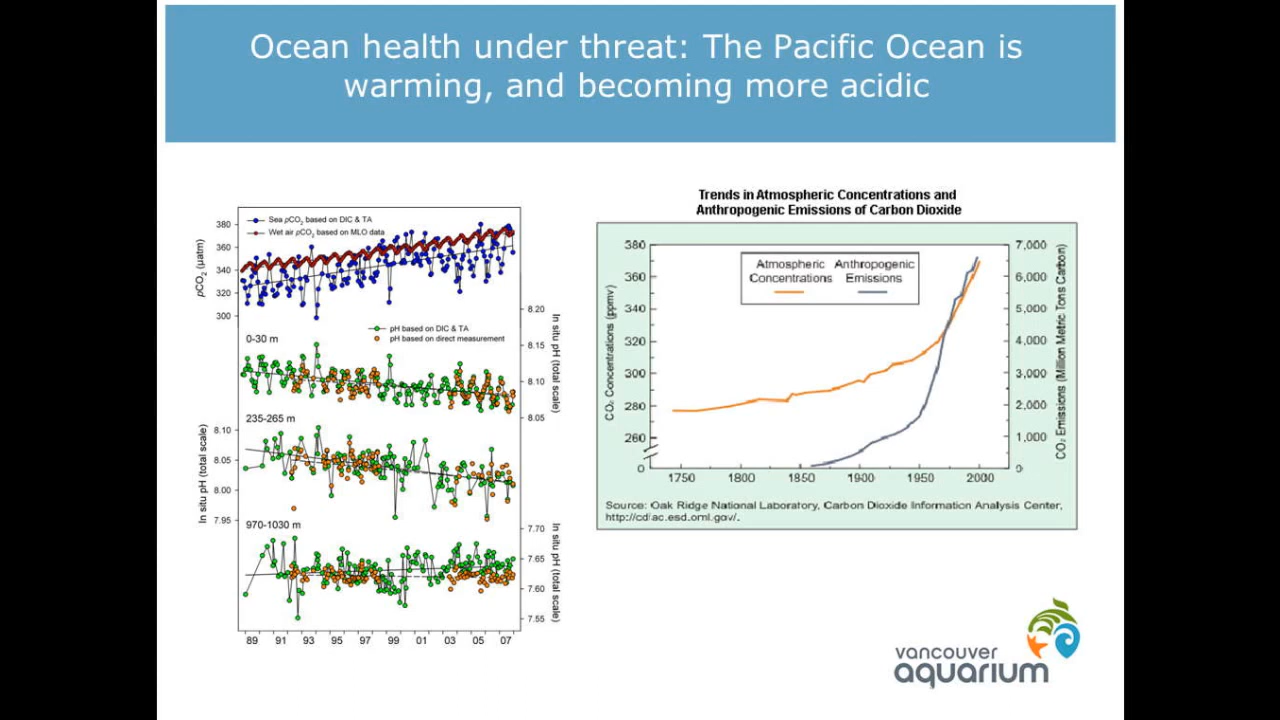 Ocean health under threat: The Pacific Ocean is
warming, and becoming more acidic
Sea pCO2 based on DIC & TA
Wet air pCO2 based on MLO data
pCO2 (µatm)
380
360
340
320
300
pH based on DIC & TA
pH based on direct measurement
0-30 m
8.20
8.15
8.10
8.05
In situ pH (total scale)
235-265 m
8.10
8.05
8.00
7.95
In situ pH (total scale)
970-1030 m
7.70
7.65
7.60
7.55
In situ pH (total scale)
89 91 93 95 97 99 01 03 05 07
Trends in Atmospheric Concentrations and
Anthropogenic Emissions of Carbon Dioxide
Atmospheric Concentrations
Anthropogenic Emissions
CO2 Concentrations (ppmv)
380
360
340
320
300
280
260
0
7,000
6,000
5,000
4,000
3,000
2,000
1,000
0
CO2 Emissions (Million Metric Tons Carbon)
1750 1800 1850 1900 1950 2000
Source: Oak Ridge National Laboratory, Carbon Dioxide Information Analysis Center,
http://cdiac.esd.ornl.gov/.
vancouver
aquarium